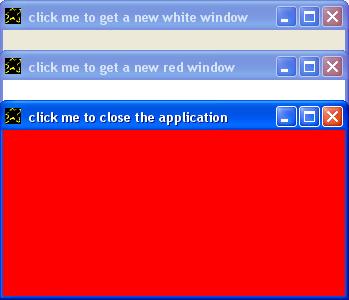 click me to get a new white window
click me to get a new red window
click me to close the application